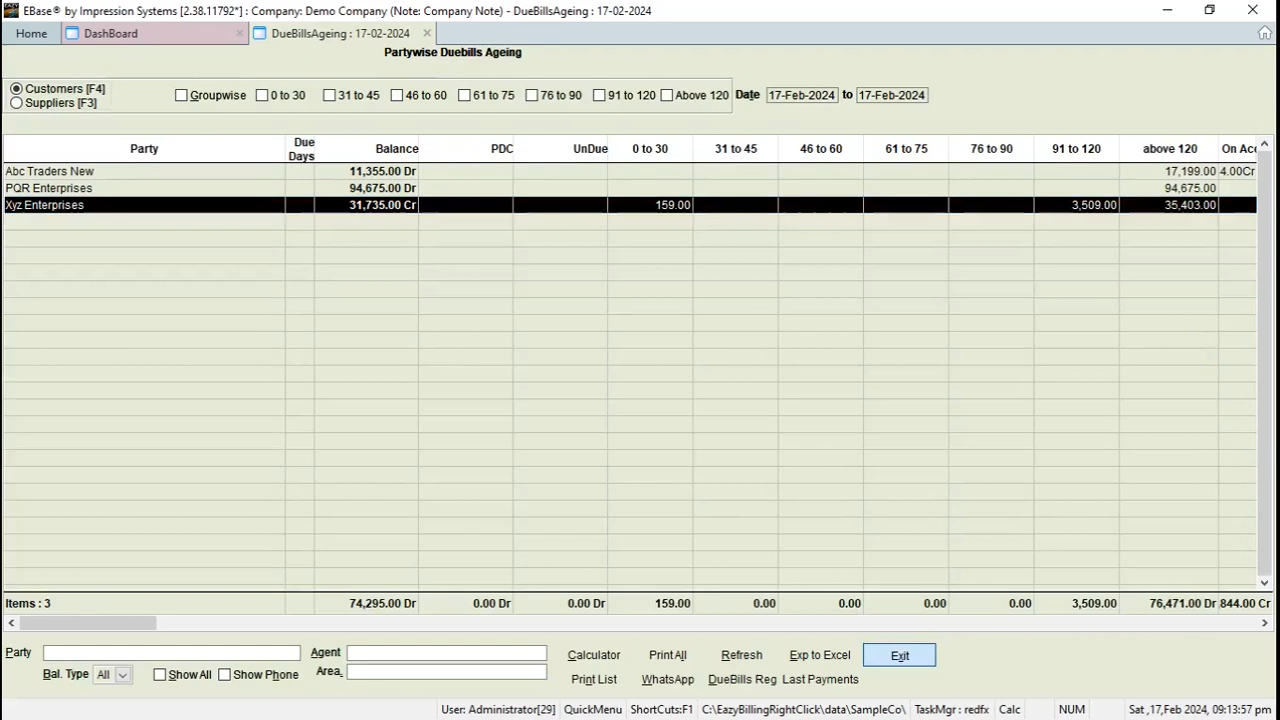 EBase® by Impression Systems [2.38.11792*] : Company: Demo Company (Note: Company Note) - DueBillsAgeing : 17-02-2024
Home DashBoard × DueBillsAgeing : 17-02-2024 ×
Partywise Duebills Ageing
Customers [F4]
Suppliers [F3]
Groupwise 0 to 30 31 to 45 46 to 60 61 to 75 76 to 90 91 to 120 Above 120 Date 17-Feb-2024 to 17-Feb-2024
Party Due Days Balance PDC UnDue 0 to 30 31 to 45 46 to 60 61 to 75 76 to 90 91 to 120 above 120 On Acc
Abc Traders New 11,355.00 Dr 17,199.00 4.00Cr
PQR Enterprises 94,675.00 Dr 94,675.00
Xyz Enterprises 31,735.00 Cr 159.00 3,509.00 35,403.00
Items : 3 74,295.00 Dr 0.00 Dr 0.00 Dr 159.00 0.00 0.00 0.00 0.00 3,509.00 76,471.00 Dr 844.00 Cr
Party Agent Calculator Print All Refresh Exp to Excel Exit
Bal. Type All Show All Show Phone Area. Print List WhatsApp DueBills Reg Last Payments
User: Administrator[29] QuickMenu ShortCuts:F1 C:\EazyBillingRightClick\data\SampleCo\ TaskMgr : redfx Calc NUM Sat ,17,Feb 2024, 09:13:57 pm